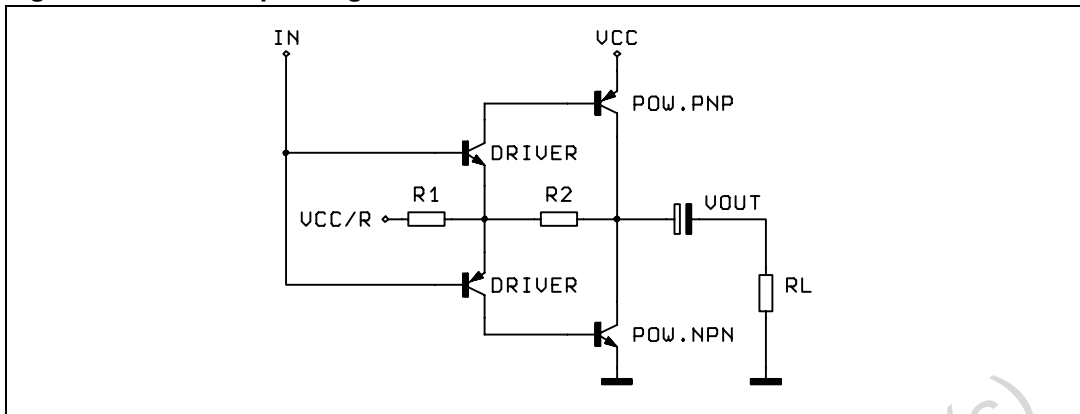 IN
VCC
POW.PNP
DRIVER
R1
R2
VOUT
VCC/R
DRIVER
RL
POW.NPN